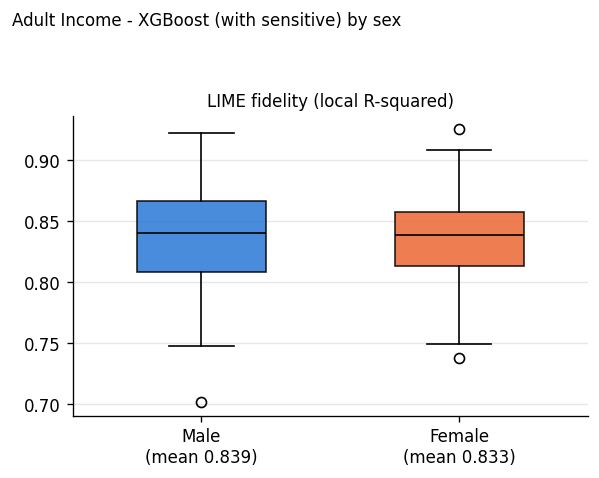 Adult Income - XGBoost (with sensitive) by sex
LIME fidelity (local R-squared)
0.90
0.85
0.80
0.75
0.70
Male
(mean 0.839)
Female
(mean 0.833)